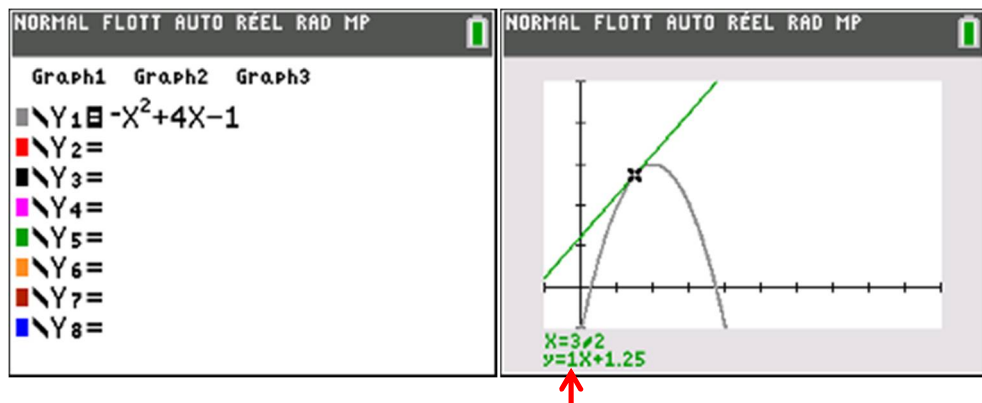 NORMAL FLOTT AUTO RÉEL RAD MP
Graph1 Graph2 Graph3
\Y1=-X²+4X-1
\Y2=
\Y3=
\Y4=
\Y5=
\Y6=
\Y7=
\Y8=
NORMAL FLOTT AUTO RÉEL RAD MP
X=3/2
y=1X+1.25